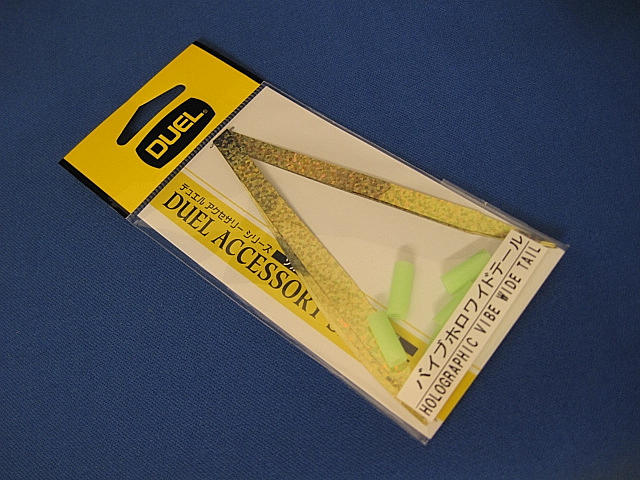 DUEL
デュエル アクセサリー シリーズ
DUEL ACCESSORY
バイブホロワイドテール
HOLOGRAPHIC VIBE WIDE TAIL